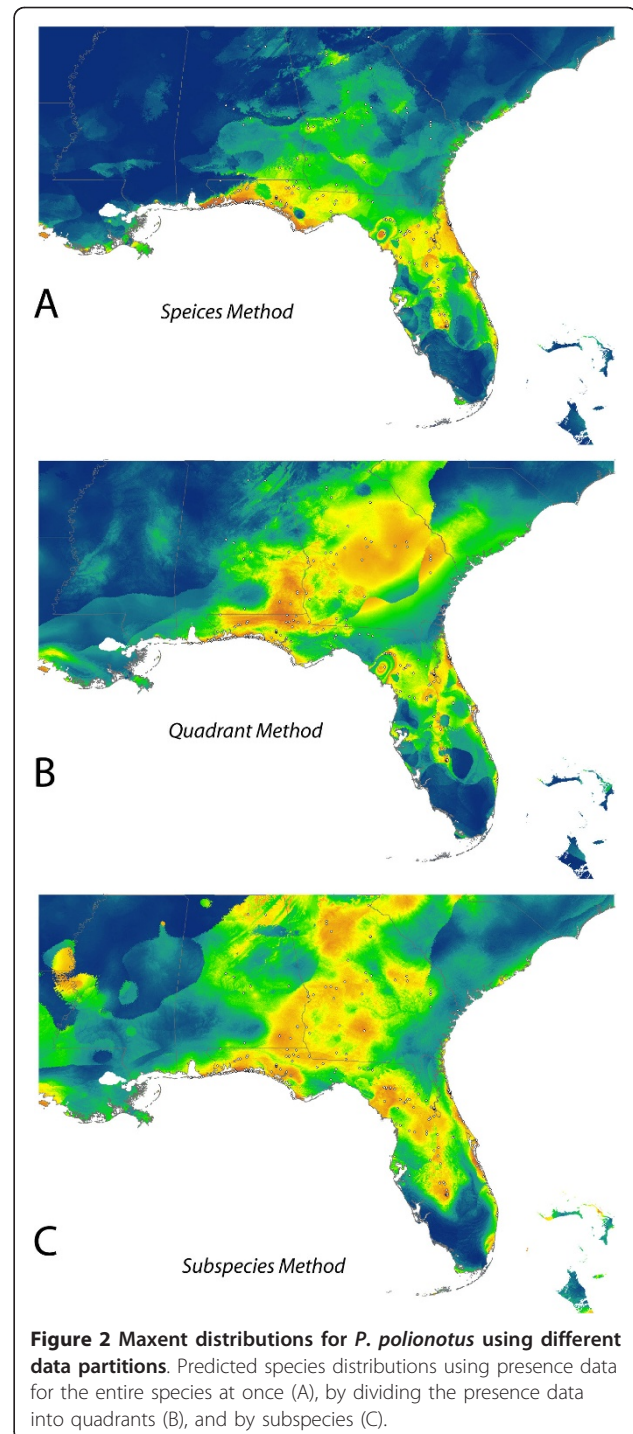 A
Speices Method
B
Quadrant Method
C
Subspecies Method
Figure 2 Maxent distributions for P. polionotus using different
data partitions. Predicted species distributions using presence data
for the entire species at once (A), by dividing the presence data
into quadrants (B), and by subspecies (C).